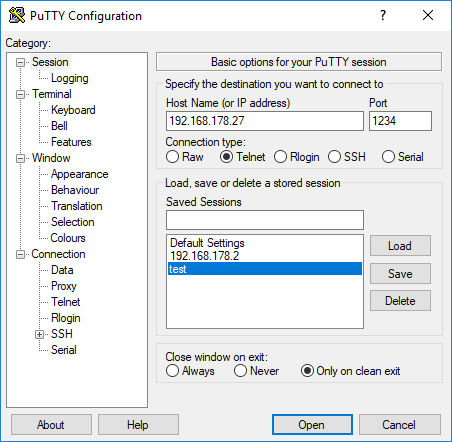 PuTTY Configuration
?
Category:
Session
Logging
Terminal
Keyboard
Bell
Features
Window
Appearance
Behaviour
Translation
Selection
Colours
Connection
Data
Proxy
Telnet
Rlogin
SSH
Serial
Basic options for your PuTTY session
Specify the destination you want to connect to
Host Name (or IP address) Port
192.168.178.27 1234
Connection type:
Raw Telnet Rlogin SSH Serial
Load, save or delete a stored session
Saved Sessions
Default Settings
192.168.178.2
test
Load
Save
Delete
Close window on exit:
Always Never Only on clean exit
About Help Open Cancel